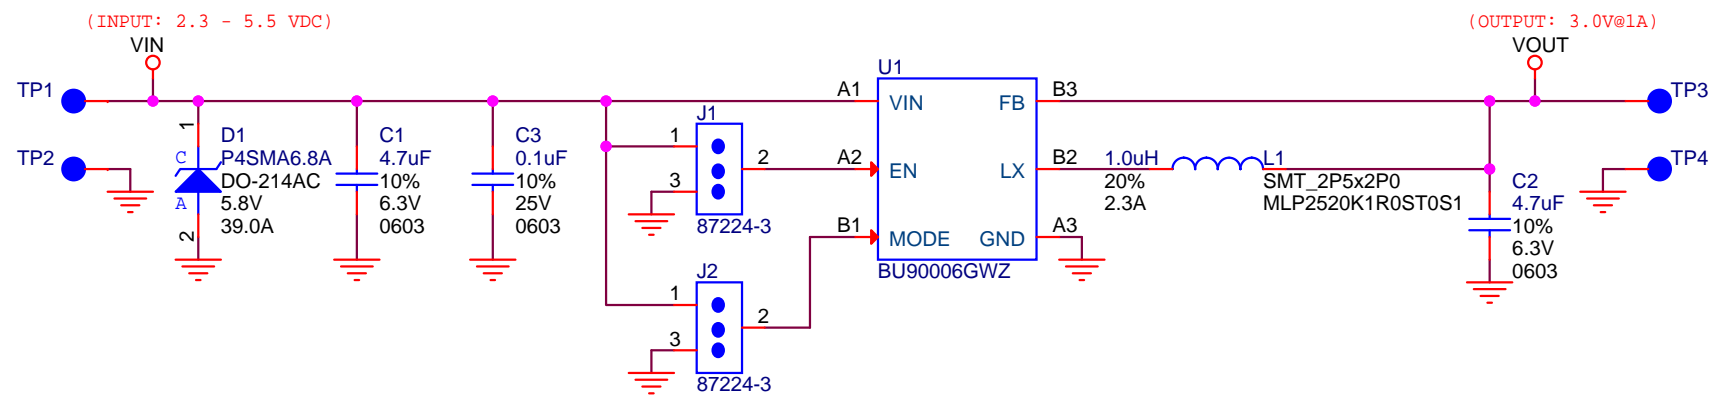 (INPUT: 2.3 - 5.5 VDC)
VIN
(OUTPUT: 3.0V@1A)
VOUT
TP1
TP2
1
C
A
2
D1
P4SMA6.8A
DO-214AC
5.8V
39.0A
C1
4.7uF
10%
6.3V
0603
C3
0.1uF
10%
25V
0603
J1
1
2
3
87224-3
J2
1
2
3
87224-3
U1
A1
VIN
A2
EN
B1
MODE
FB
B3
LX
B2
GND
A3
BU90006GWZ
1.0uH
20%
2.3A
L1
SMT_2P5x2P0
MLP2520K1R0ST0S1
C2
4.7uF
10%
6.3V
0603
TP3
TP4